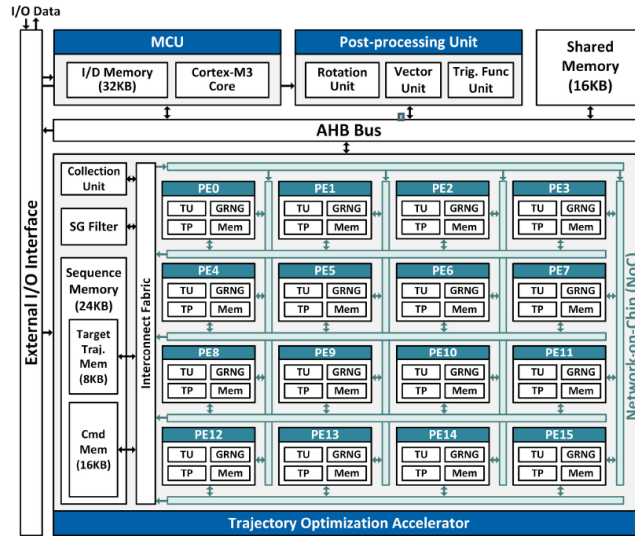 I/O Data
External I/O Interface
MCU
I/D Memory
(32KB)
Cortex-M3
Core
Post-processing Unit
Rotation
Unit
Vector
Unit
Trig. Func
Unit
Shared
Memory
(16KB)
AHB Bus
Collection
Unit
SG Filter
Sequence
Memory
(24KB)
Target
Traj.
Mem
(8KB)
Cmd
Mem
(16KB)
Interconnect Fabric
PE0
TU GRNG
TP Mem
PE1
TU GRNG
TP Mem
PE2
TU GRNG
TP Mem
PE3
TU GRNG
TP Mem
PE4
TU GRNG
TP Mem
PE5
TU GRNG
TP Mem
PE6
TU GRNG
TP Mem
PE7
TU GRNG
TP Mem
PE8
TU GRNG
TP Mem
PE9
TU GRNG
TP Mem
PE10
TU GRNG
TP Mem
PE11
TU GRNG
TP Mem
PE12
TU GRNG
TP Mem
PE13
TU GRNG
TP Mem
PE14
TU GRNG
TP Mem
PE15
TU GRNG
TP Mem
Network-on-Chip (NoC)
Trajectory Optimization Accelerator